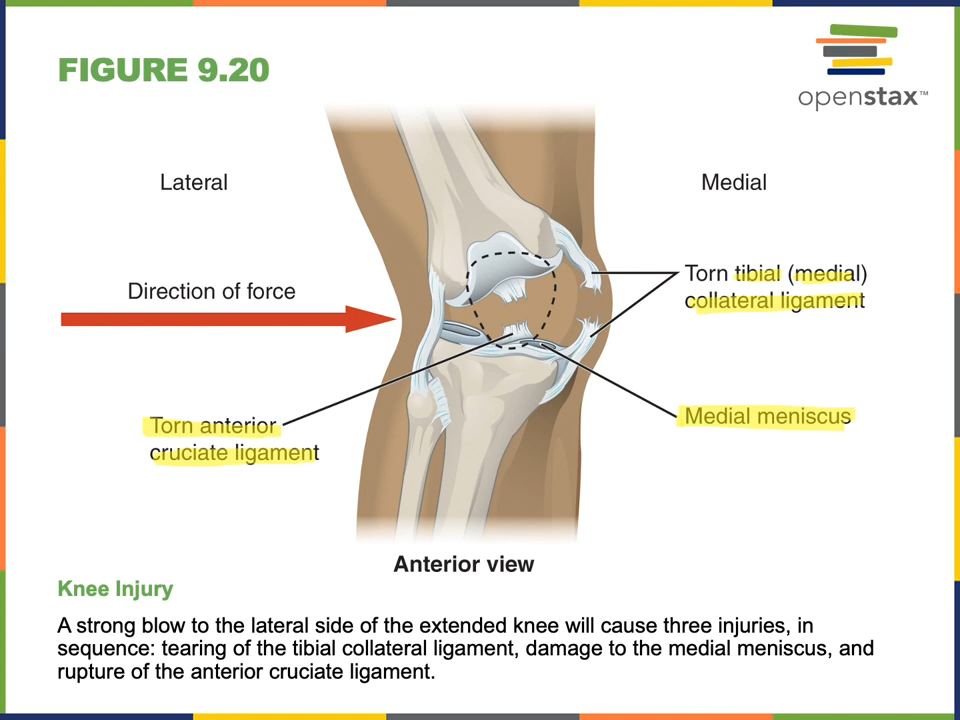 FIGURE 9.20
openstax™
Lateral
Medial
Direction of force
Torn tibial (medial)
collateral ligament
Torn anterior
cruciate ligament
Medial meniscus
Anterior view
Knee Injury
A strong blow to the lateral side of the extended knee will cause three injuries, in
sequence: tearing of the tibial collateral ligament, damage to the medial meniscus, and
rupture of the anterior cruciate ligament.